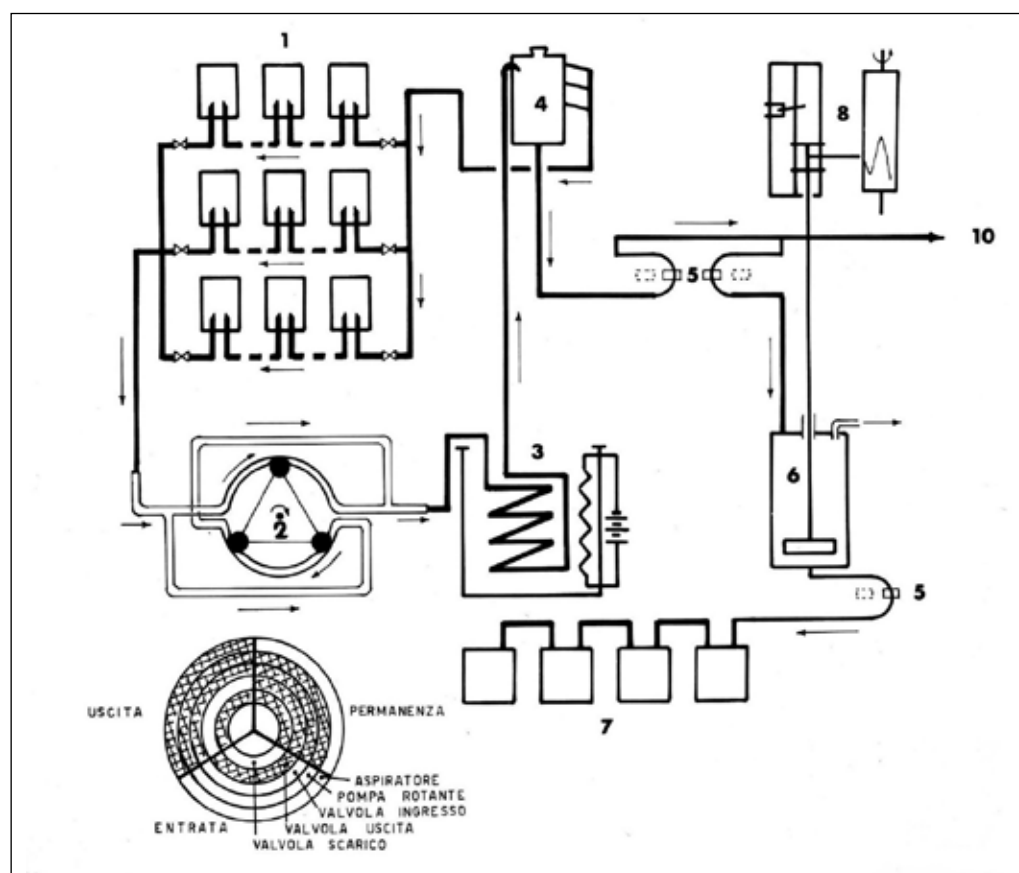 1
4
8
5
5
10
3
6
2
5
7
USCITA
PERMANENZA
ASPIRATORE
POMPA ROTANTE
VALVOLA INGRESSO
ENTRATA
VALVOLA USCITA
VALVOLA SCARICO